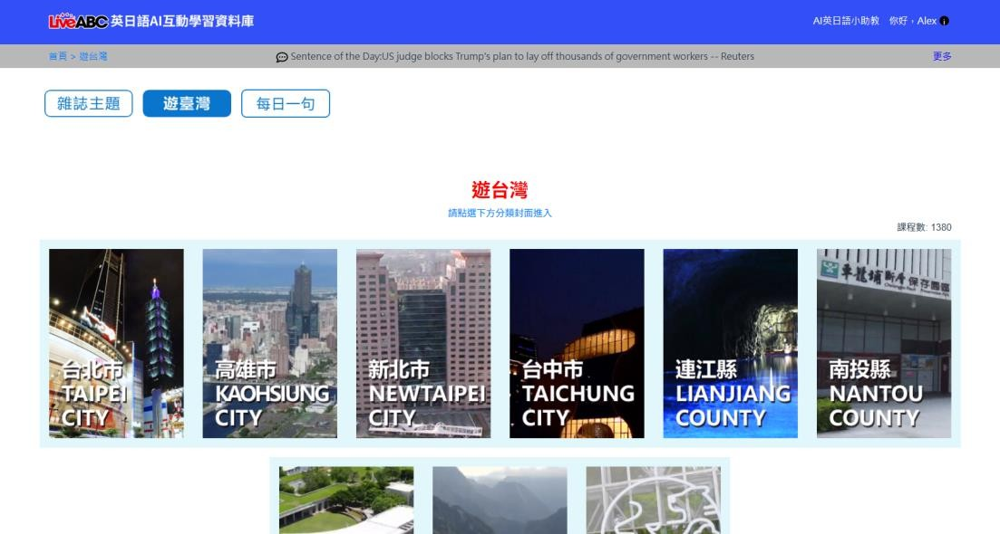 LiveABC 英日語AI互動學習資料庫
AI英日語小助教 你好，Alex
首頁 > 遊台灣
Sentence of the Day:US judge blocks Trump's plan to lay off thousands of government workers -- Reuters
更多
雜誌主題
遊臺灣
每日一句
遊台灣
請點選下方分類封面進入
課程數: 1380
台北市
TAIPEI
CITY
高雄市
KAOHSIUNG
CITY
新北市
NEWTAIPEI
CITY
台中市
TAICHUNG
CITY
連江縣
LIANJIANG
COUNTY
車籠埔斷層保存園區
南投縣
NANTOU
COUNTY